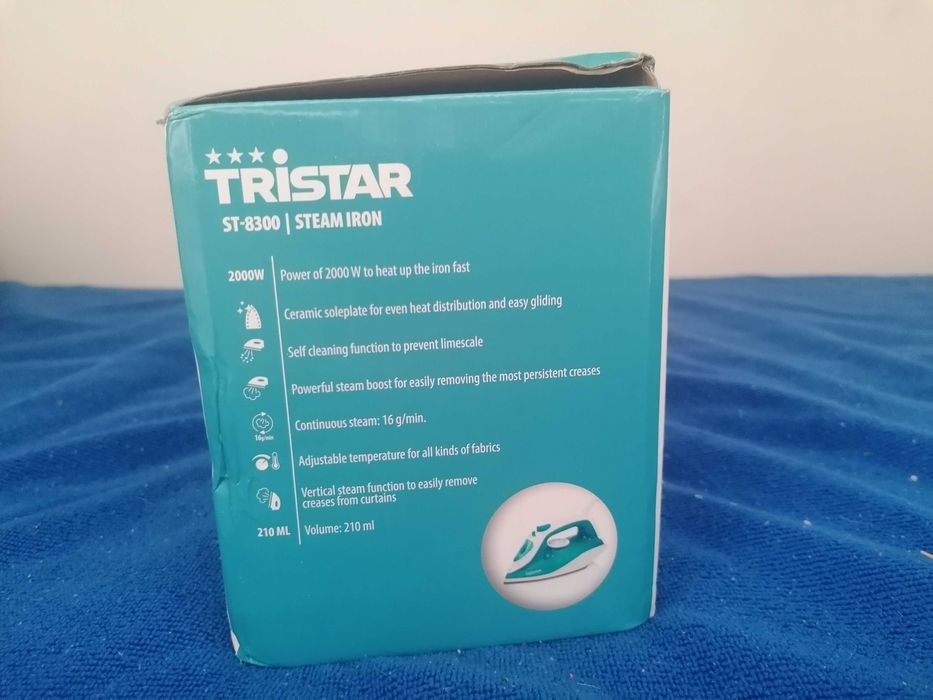 TRISTAR
ST-8300 | STEAM IRON
2000W Power of 2000 W to heat up the iron fast
Ceramic soleplate for even heat distribution and easy gliding
Self cleaning function to prevent limescale
Powerful steam boost for easily removing the most persistent creases
Continuous steam: 16 g/min.
16g/min
Adjustable temperature for all kinds of fabrics
Vertical steam function to easily remove
creases from curtains
210 ML Volume: 210 ml